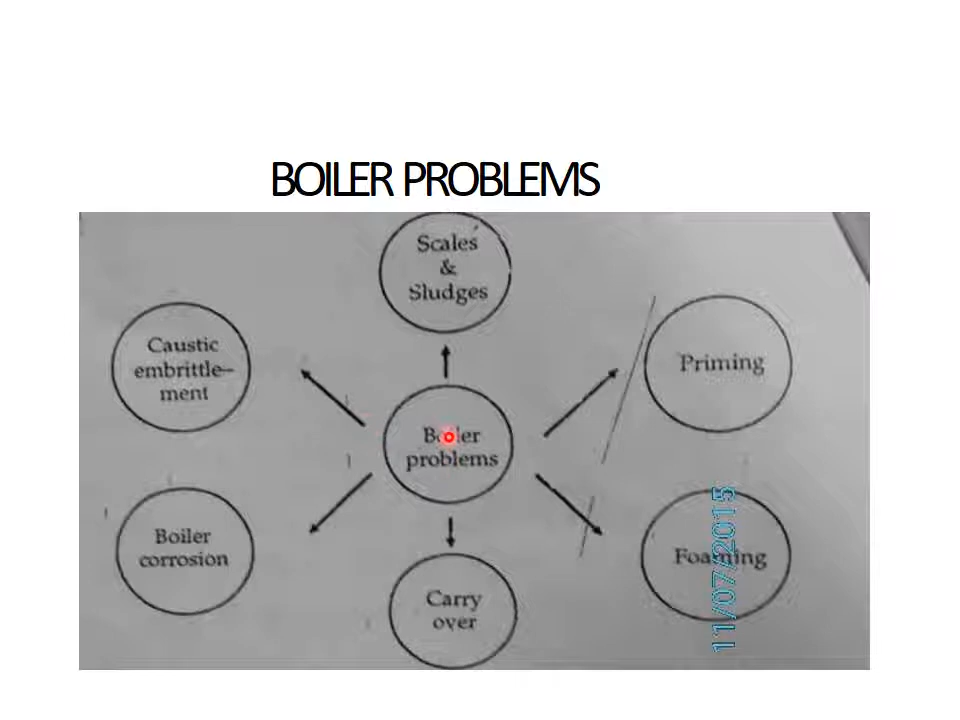 BOILER PROBLEMS
Scales
&
Sludges
Caustic
embrittle–
ment
Priming
Boiler
problems
Boiler
corrosion
Foaming
Carry
over
11/07/2015